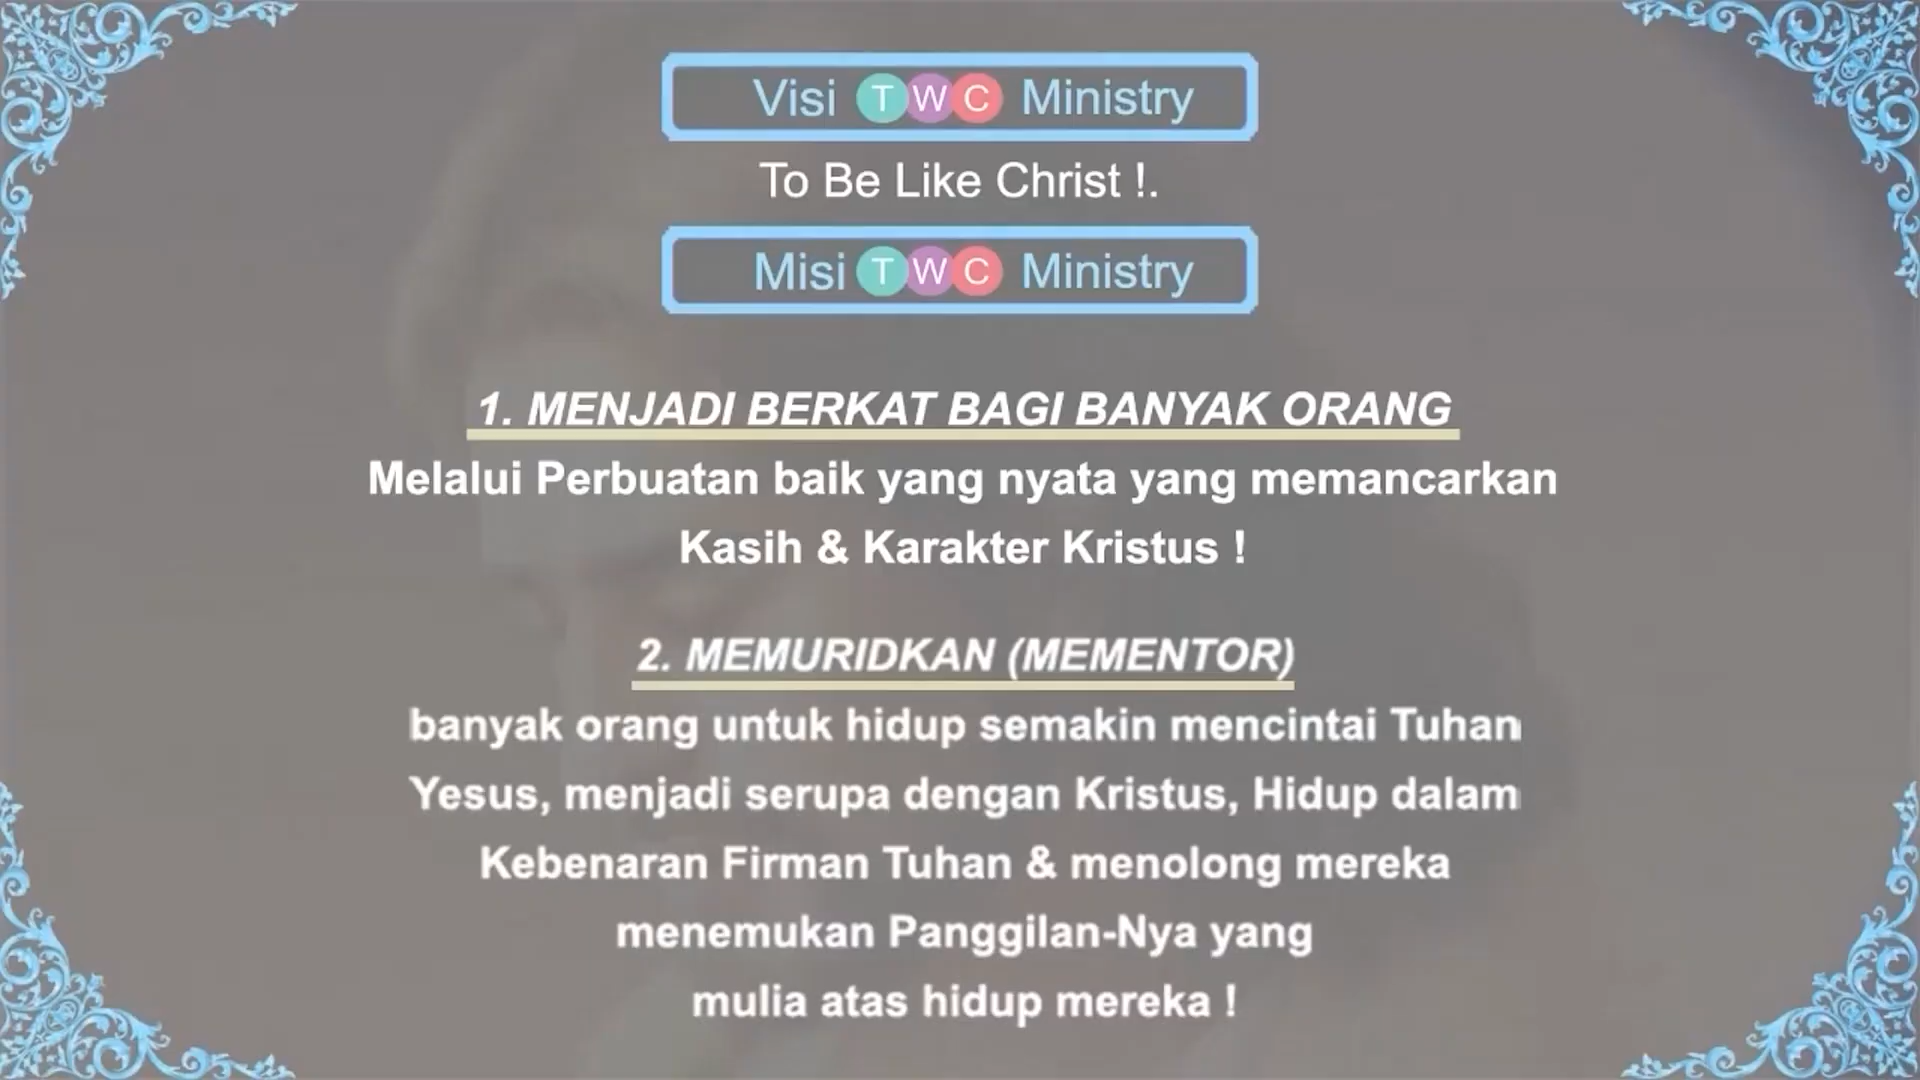 Visi TWC Ministry
To Be Like Christ !.
Misi TWC Ministry
1. MENJADI BERKAT BAGI BANYAK ORANG
Melalui Perbuatan baik yang nyata yang memancarkan
Kasih & Karakter Kristus !
2. MEMURIDKAN (MEMENTOR)
banyak orang untuk hidup semakin mencintai Tuhan
Yesus, menjadi serupa dengan Kristus, Hidup dalam
Kebenaran Firman Tuhan & menolong mereka
menemukan Panggilan-Nya yang
mulia atas hidup mereka !